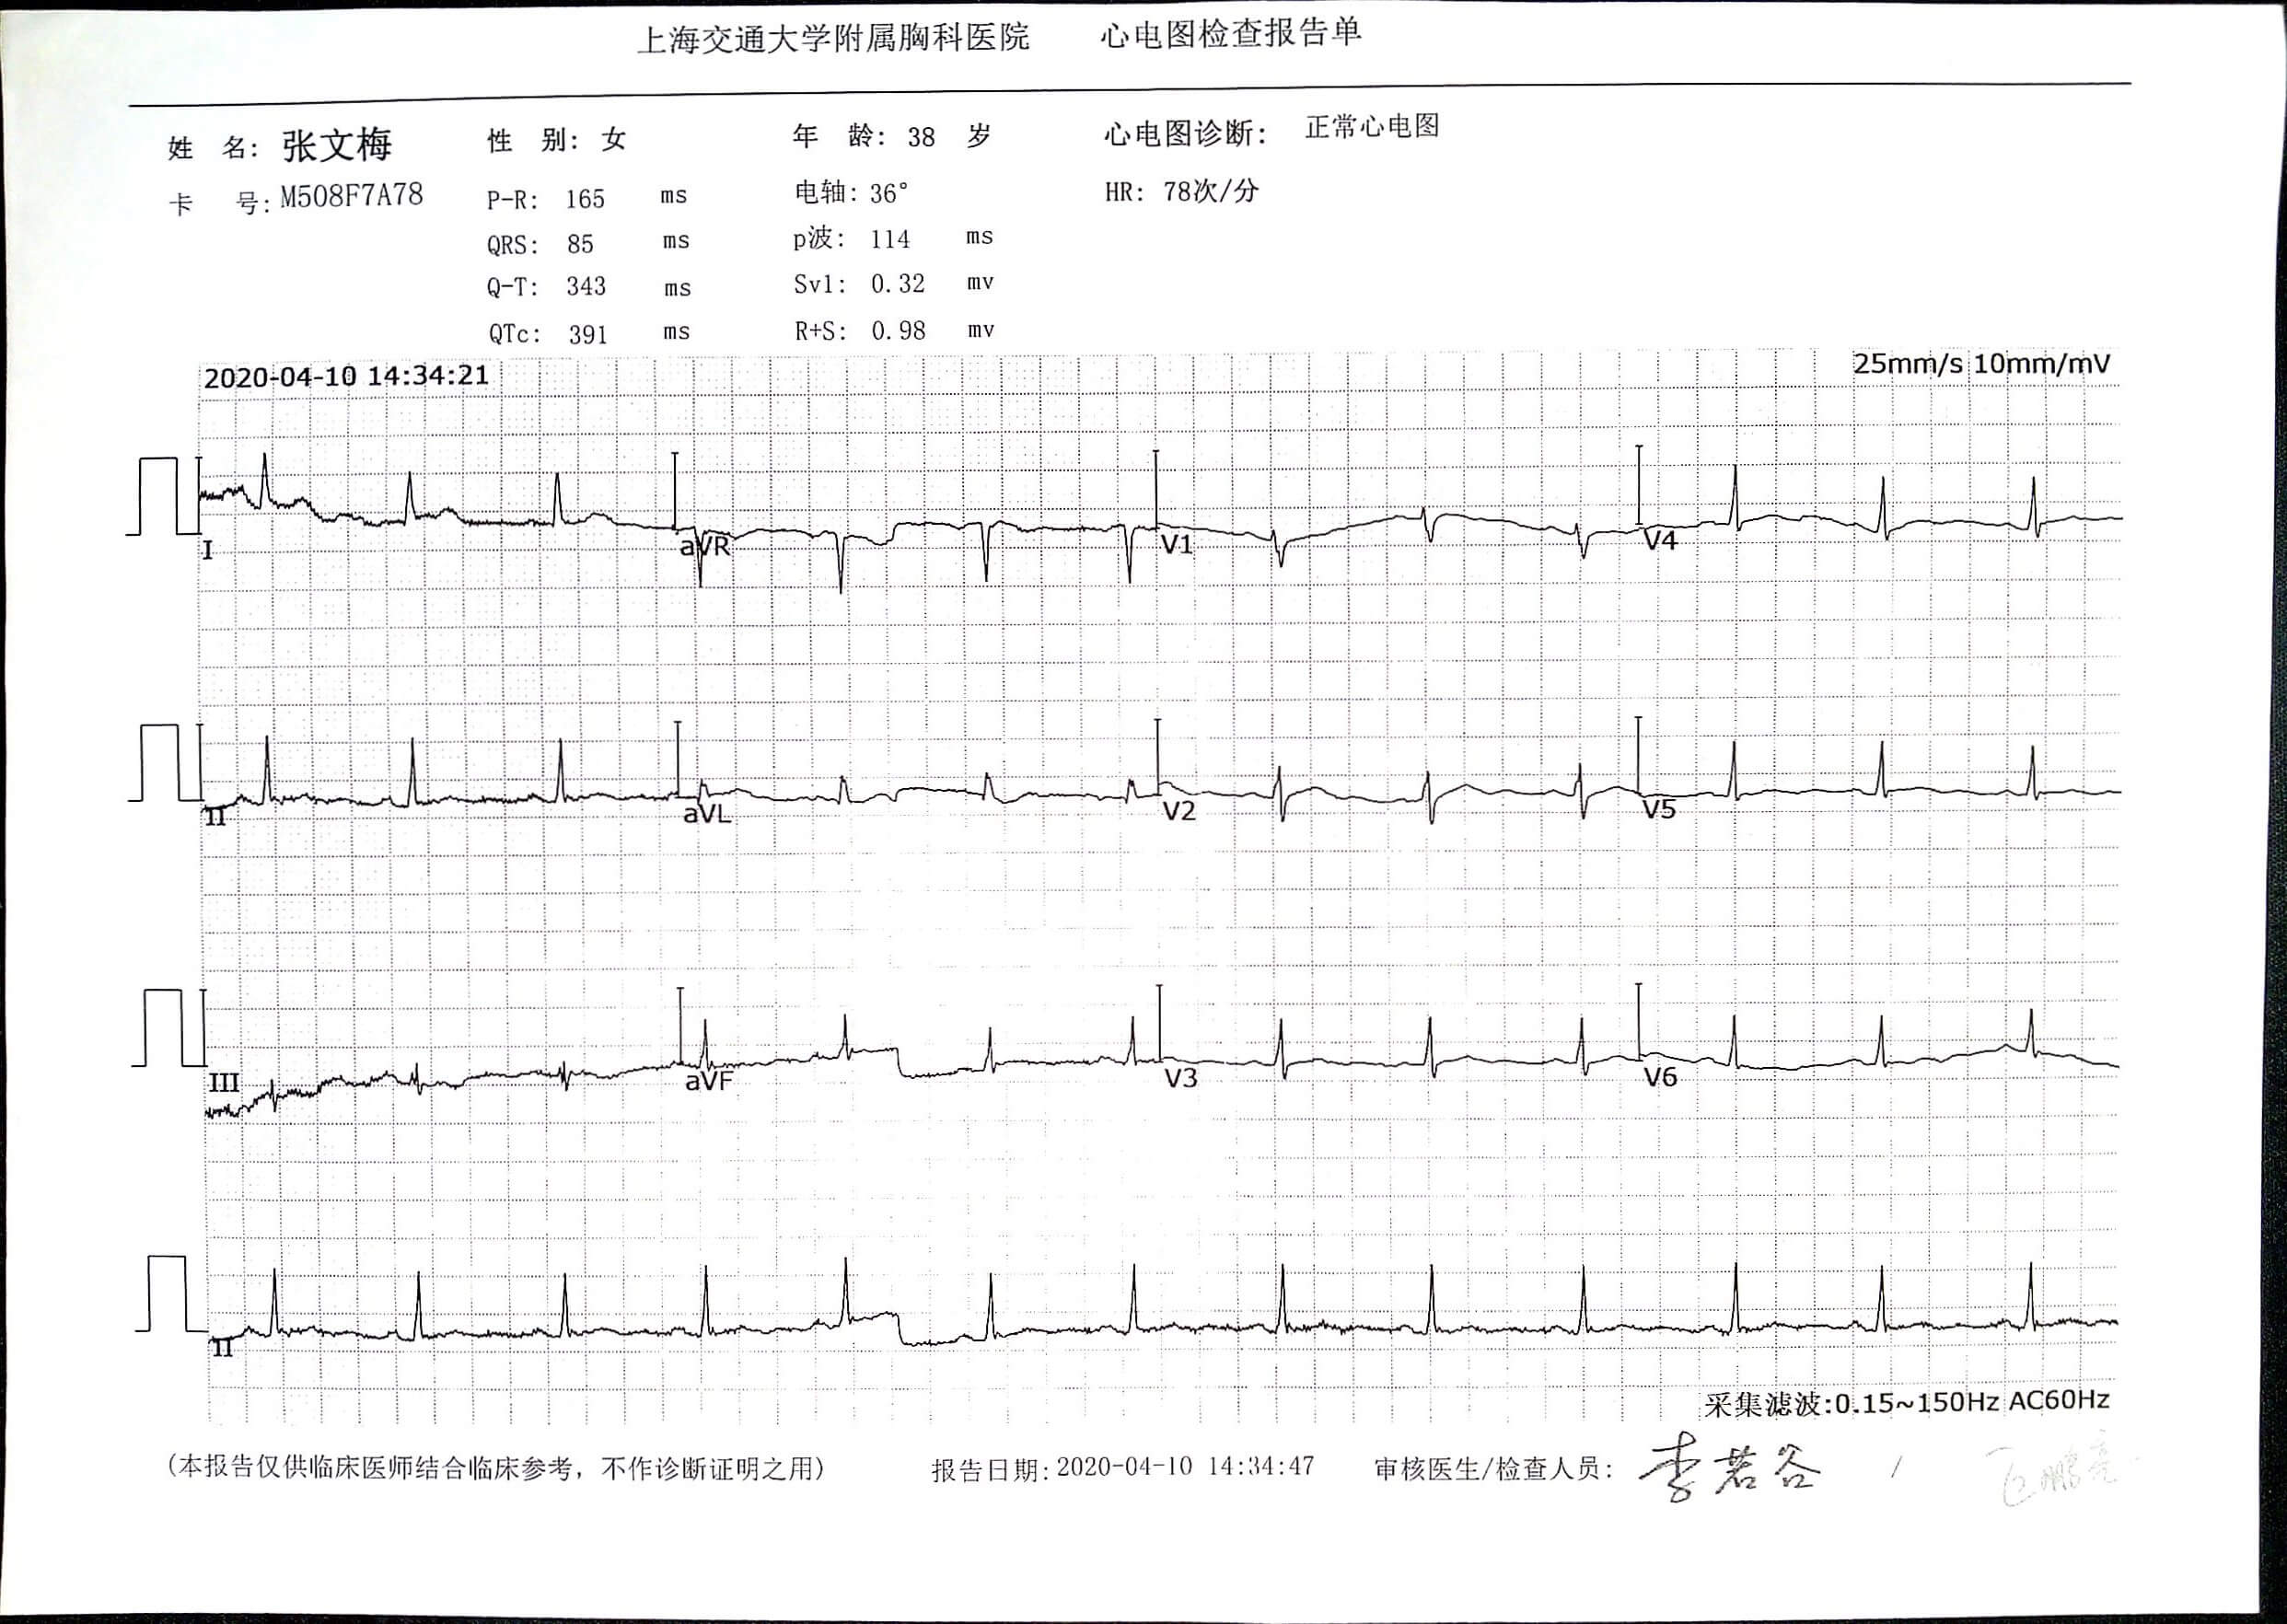 上海交通大学附属胸科医院 心电图检查报告单
姓 名: 张文梅 性 别: 女 年 龄: 38 岁 心电图诊断: 正常心电图
卡 号: M508F7A78 P-R: 165 ms 电轴: 36° HR: 78次/分
QRS: 85 ms p波: 114 ms
Q-T: 343 ms Sv1: 0.32 mv
QTc: 391 ms R+S: 0.98 mv
2020-04-10 14:34:21 25mm/s 10mm/mV
I aVR V1 V4
II aVL V2 V5
III aVF V3 V6
II
采集滤波:0.15~150Hz AC60Hz
(本报告仅供临床医师结合临床参考, 不作诊断证明之用) 报告日期: 2020-04-10 14:34:47 审核医生/检查人员: 李若谷 /